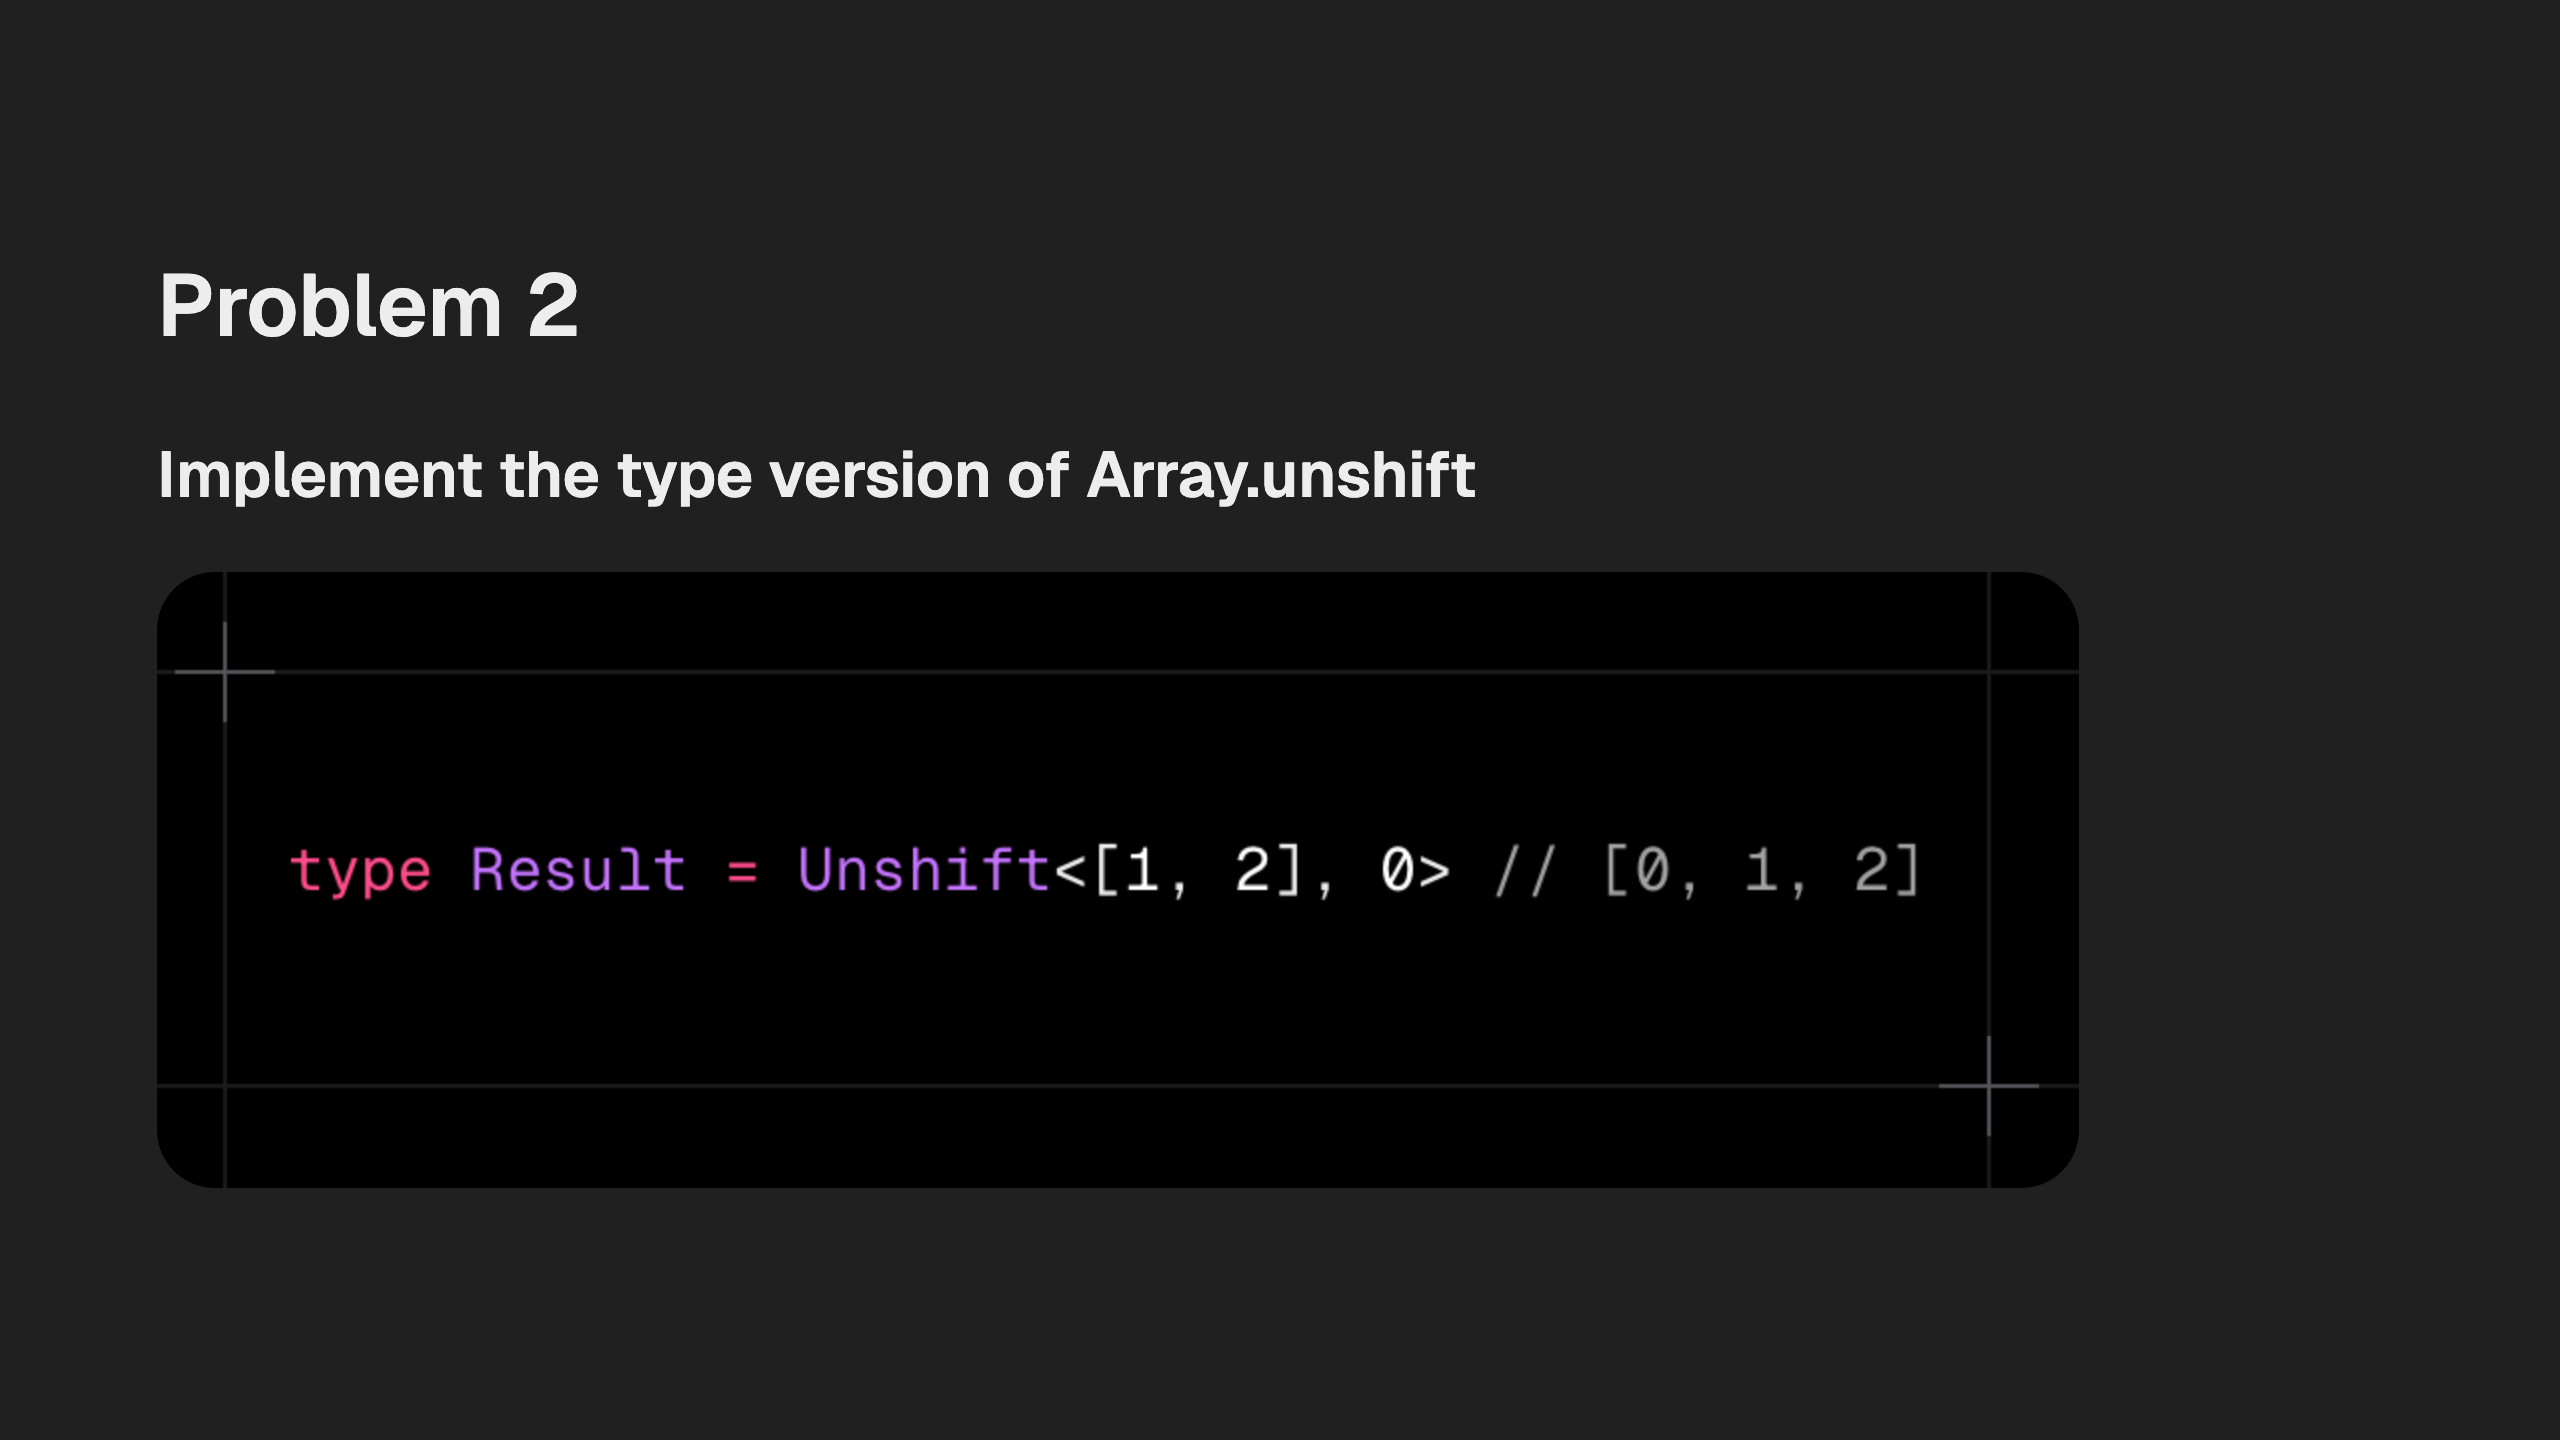 Problem 2
Implement the type version of Array.unshift
type Result = Unshift<[1, 2], 0> // [0, 1, 2]